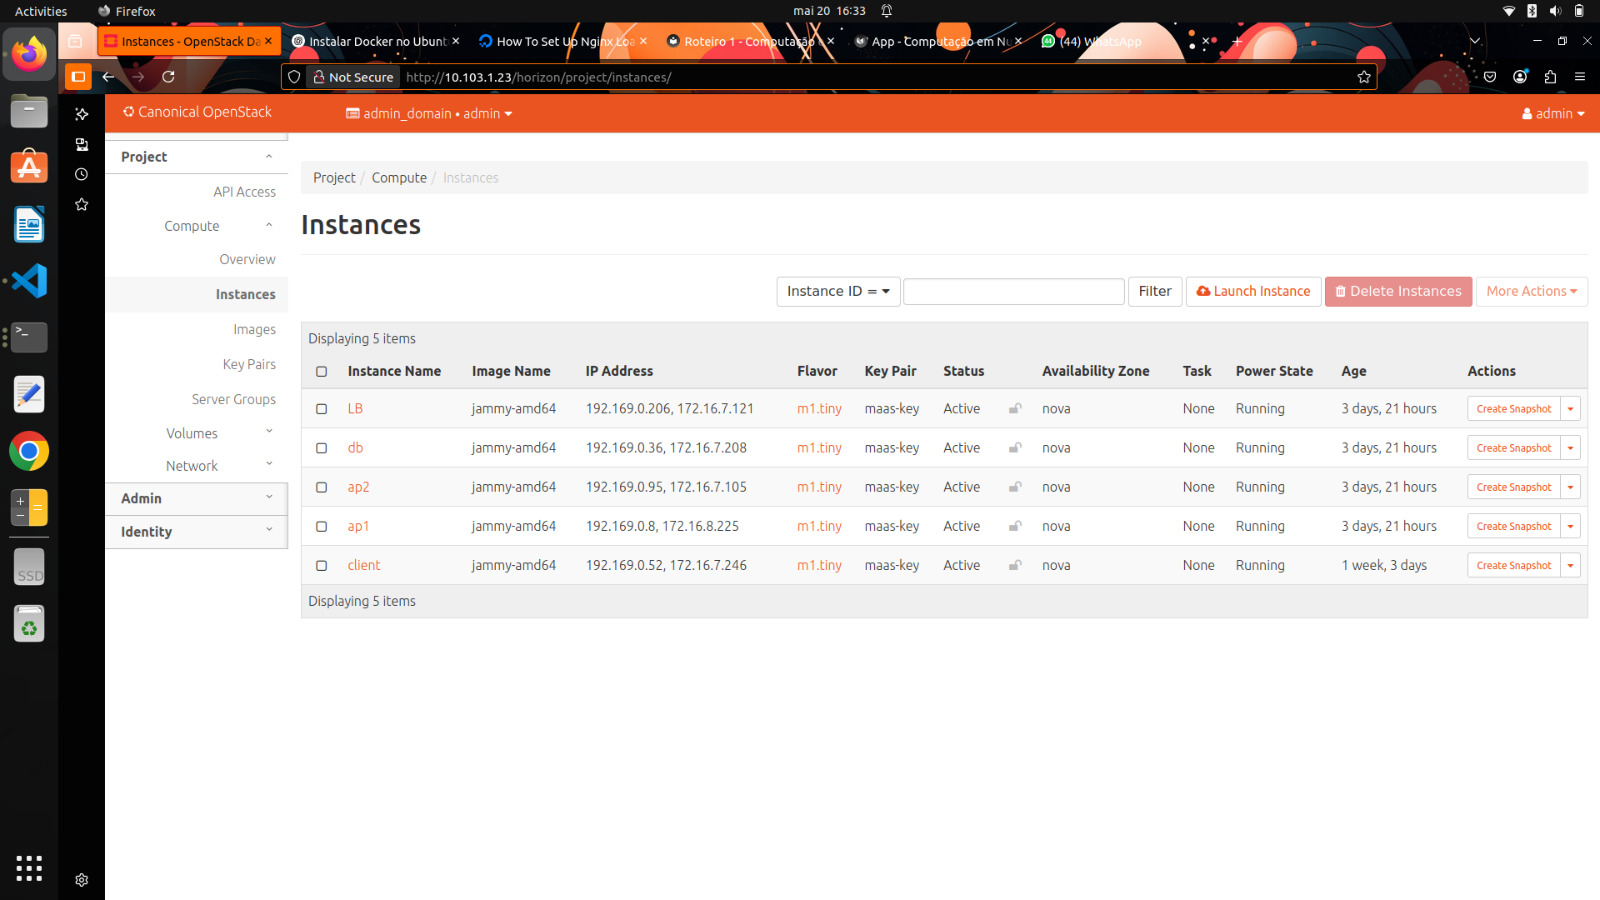 Activities
Firefox
mai 20 16:33
Instances - OpenStack Da
Instalar Docker no Ubunt
How To Set Up Nginx Loa
Roteiro 1 - Computação
App - Computação em Nu
(44) WhatsApp
Not Secure
http://10.103.1.23/horizon/project/instances/
Canonical OpenStack
admin_domain • admin
admin
Project
API Access
Compute
Overview
Instances
Images
Key Pairs
Server Groups
Volumes
Network
Admin
Identity
Project / Compute / Instances
Instances
Instance ID =
Filter
Launch Instance
Delete Instances
More Actions
Displaying 5 items
Instance Name Image Name IP Address Flavor Key Pair Status Availability Zone Task Power State Age Actions
LB jammy-amd64 192.169.0.206, 172.16.7.121 m1.tiny maas-key Active nova None Running 3 days, 21 hours Create Snapshot
db jammy-amd64 192.169.0.36, 172.16.7.208 m1.tiny maas-key Active nova None Running 3 days, 21 hours Create Snapshot
ap2 jammy-amd64 192.169.0.95, 172.16.7.105 m1.tiny maas-key Active nova None Running 3 days, 21 hours Create Snapshot
ap1 jammy-amd64 192.169.0.8, 172.16.8.225 m1.tiny maas-key Active nova None Running 3 days, 21 hours Create Snapshot
client jammy-amd64 192.169.0.52, 172.16.7.246 m1.tiny maas-key Active nova None Running 1 week, 3 days Create Snapshot
Displaying 5 items
SSD